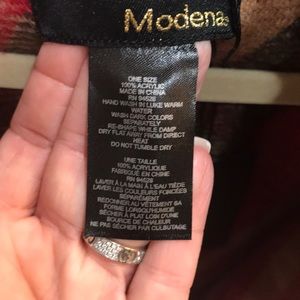 Modena
ONE SIZE
100% ACRYLIC
MADE IN CHINA
RN 94528
HAND WASH IN LUKE WARM
WATER
WASH DARK COLORS
SEPARATELY
RE-SHAPE WHILE DAMP
DRY FLAT AWAY FROM DIRECT
HEAT
DO NOT TUMBLE DRY
UNE TAILLE
100% ACRYLIC
FABRIQUÉ EN CHINE
RN 94528
LAVER À LA MAIN À L'EAU TIÈDE
LAVER LES COULEURS FONCÉES
SÉPARÉMENT
REDONNER AU VÊTEMENT SA
FORME LORSQU'HUMIDE
SÉCHER À PLAT LOIN D'UNE
SOURCE DE CHALEUR
NE PAS SÉCHER PAR CULBUTAGE